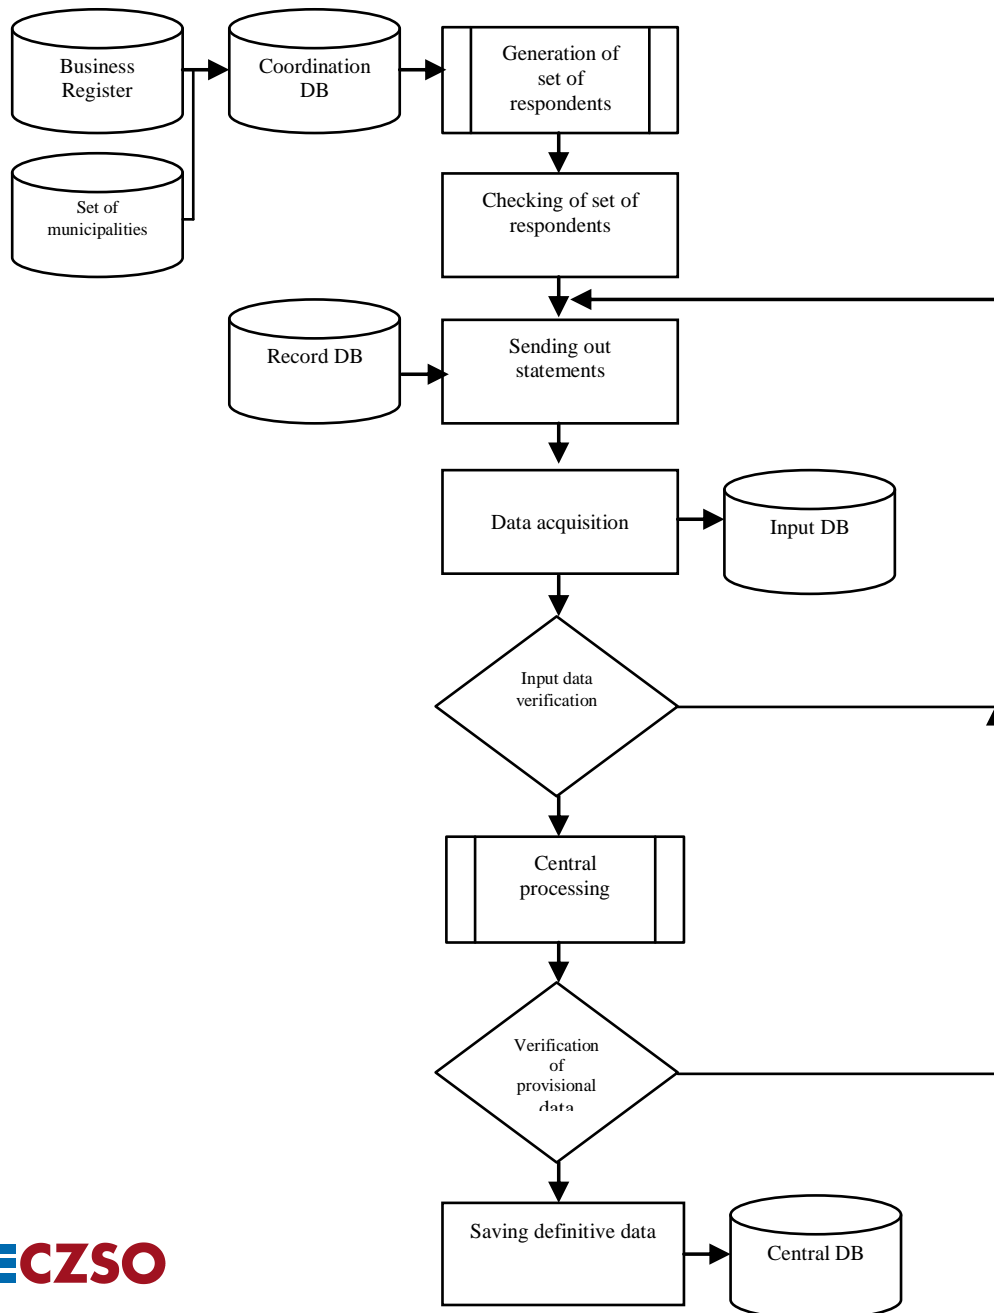 Business
Register
Coordination
DB
Generation of
set of
respondents
Set of
municipalities
Checking of set of
respondents
Record DB
Sending out
statements
Data acquisition
Input DB
Input data
verification
Central
processing
Verification
of
provisional
data
Saving definitive data
Central DB
CZSO